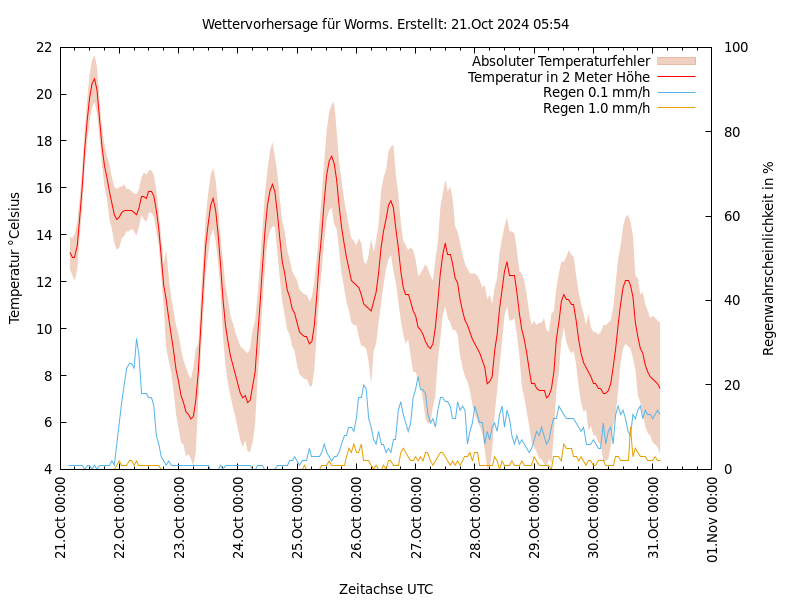 Wettervorhersage für Worms. Erstellt: 21.Oct 2024 05:54
Absoluter Temperaturfehler
Temperatur in 2 Meter Höhe
Regen 0.1 mm/h
Regen 1.0 mm/h
Temperatur °Celsius
22
20
18
16
14
12
10
8
6
4
100
80
60
40
20
0
Regenwahrscheinlichkeit in %
21.Oct 00:00
22.Oct 00:00
23.Oct 00:00
24.Oct 00:00
25.Oct 00:00
26.Oct 00:00
27.Oct 00:00
28.Oct 00:00
29.Oct 00:00
30.Oct 00:00
31.Oct 00:00
01.Nov 00:00
Zeitachse UTC